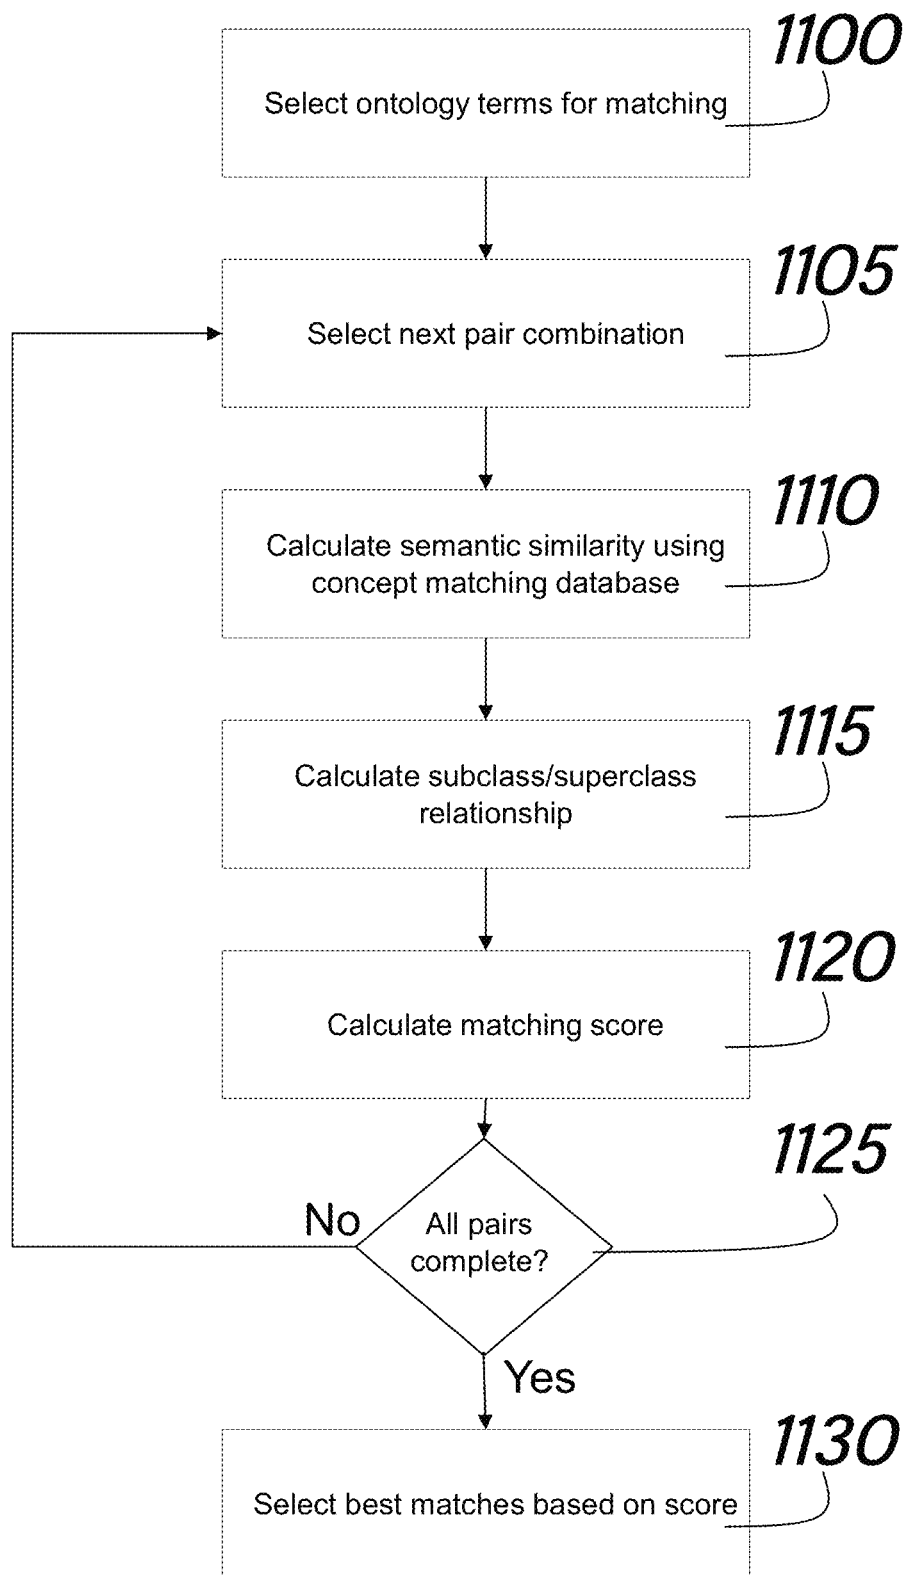 1100
Select ontology terms for matching
1105
Select next pair combination
1110
Calculate semantic similarity using
concept matching database
1115
Calculate subclass/superclass
relationship
1120
Calculate matching score
1125
No
All pairs
complete?
Yes
1130
Select best matches based on score